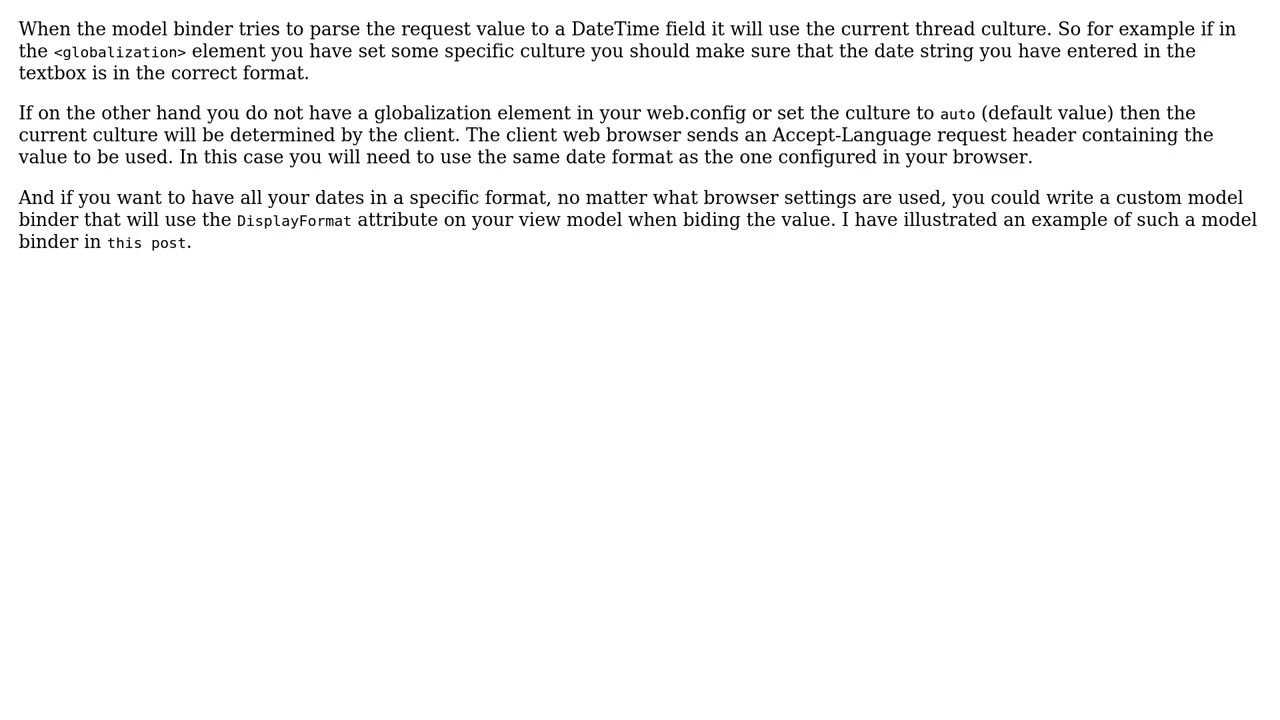 When the model binder tries to parse the request value to a DateTime field it will use the current thread culture. So for example if in
the <globalization> element you have set some specific culture you should make sure that the date string you have entered in the
textbox is in the correct format.
If on the other hand you do not have a globalization element in your web.config or set the culture to auto (default value) then the
current culture will be determined by the client. The client web browser sends an Accept-Language request header containing the
value to be used. In this case you will need to use the same date format as the one configured in your browser.
And if you want to have all your dates in a specific format, no matter what browser settings are used, you could write a custom model
binder that will use the DisplayFormat attribute on your view model when biding the value. I have illustrated an example of such a model
binder in this post.